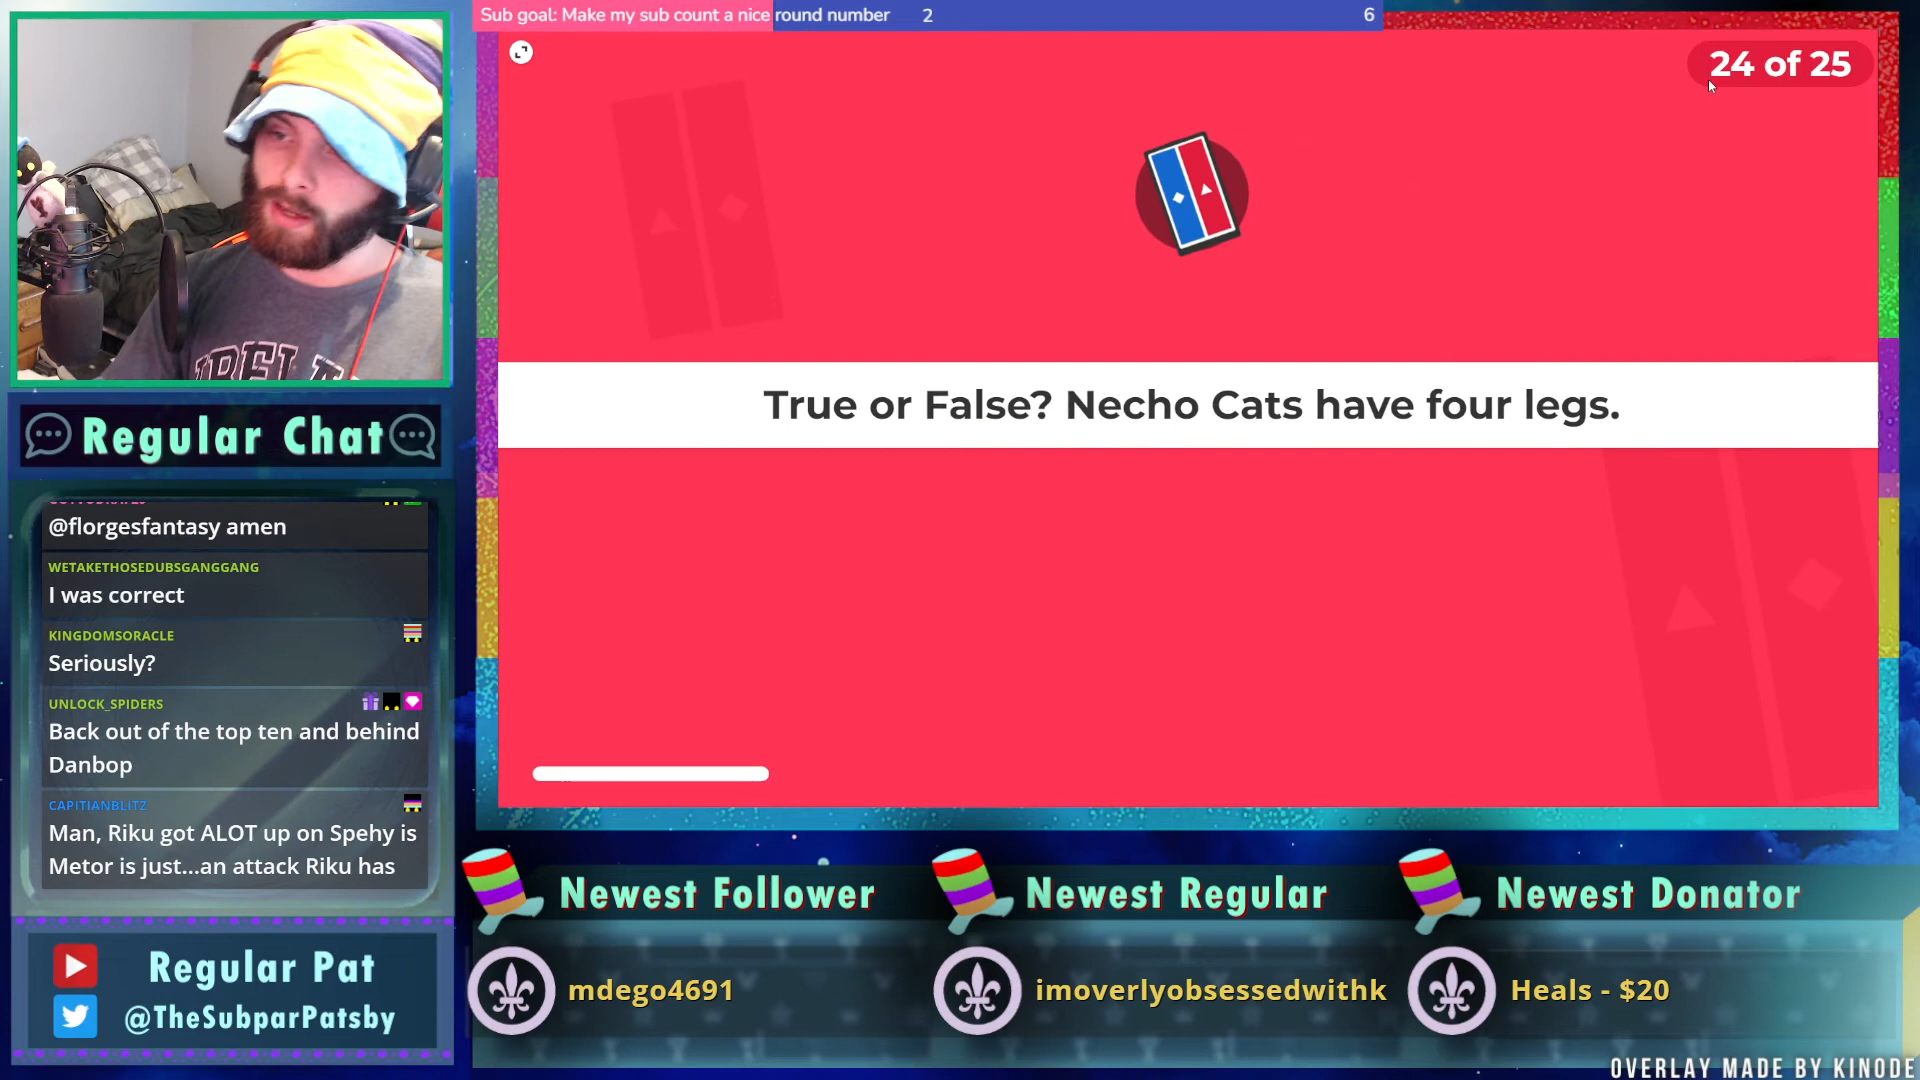 Sub goal: Make my sub count a nice round number 2 6
24 of 25
True or False? Necho Cats have four legs.
Regular Chat
@florgesfantasy amen
WETAKETHOSEDUBSGANGGANG
I was correct
KINGDOMSORACLE
Seriously?
UNLOCK_SPIDERS
Back out of the top ten and behind
Danbop
CAPITIANBLITZ
Man, Riku got ALOT up on Spehy is
Metor is just...an attack Riku has
Regular Pat
@TheSubparPatsby
Newest Follower
mdego4691
Newest Regular
imoverlyobsessedwithk
Newest Donator
Heals - $20
OVERLAY MADE BY KINODE